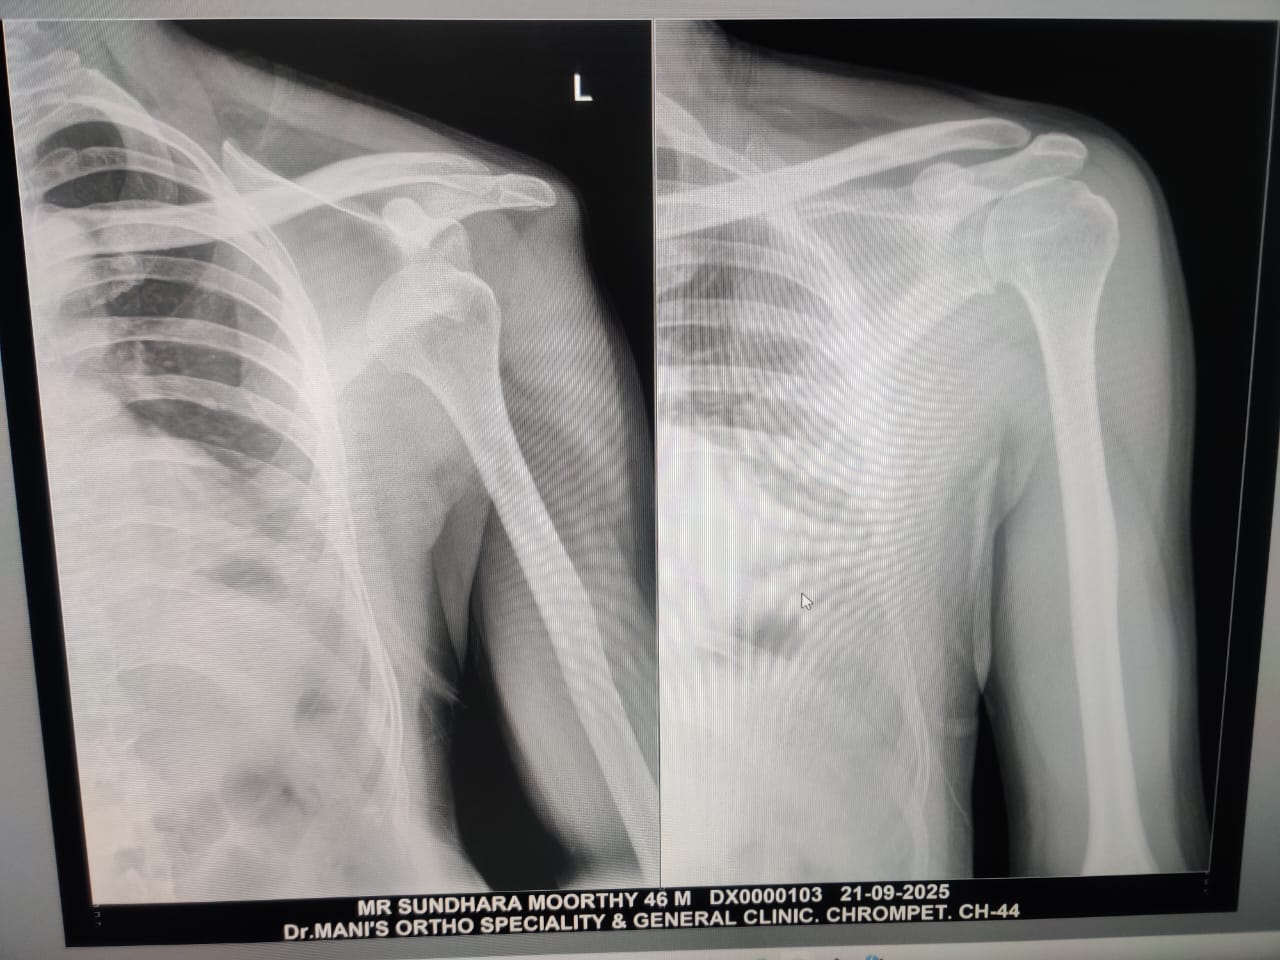 L
MR SUNDHARA MOORTHY 46 M DX0000103 21-09-2025
Dr.MANI'S ORTHO SPECIALITY & GENERAL CLINIC. CHROMPET. CH-44